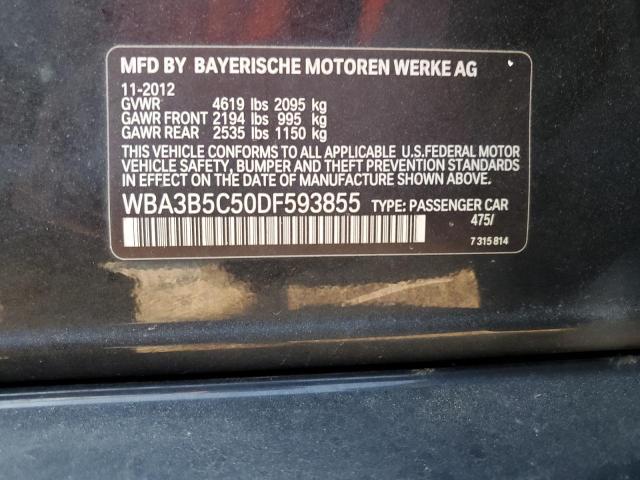 MFD BY BAYERISCHE MOTOREN WERKE AG
11-2012
GVWR 4619 lbs 2095 kg
GAWR FRONT 2194 lbs 995 kg
GAWR REAR 2535 lbs 1150 kg
THIS VEHICLE CONFORMS TO ALL APPLICABLE U.S.FEDERAL MOTOR
VEHICLE SAFETY, BUMPER AND THEFT PREVENTION STANDARDS
IN EFFECT ON THE DATE OF MANUFACTURE SHOWN ABOVE.
WBA3B5C50DF593855 TYPE: PASSENGER CAR
475/
7 315 814